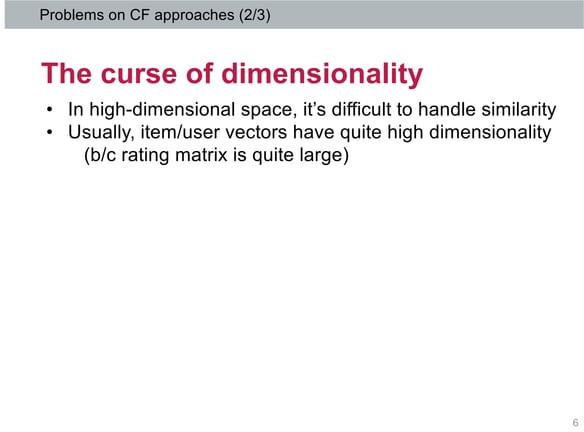 Problems on CF approaches (2/3)
The curse of dimensionality
• In high-dimensional space, it’s difficult to handle similarity
• Usually, item/user vectors have quite high dimensionality
(b/c rating matrix is quite large)
6